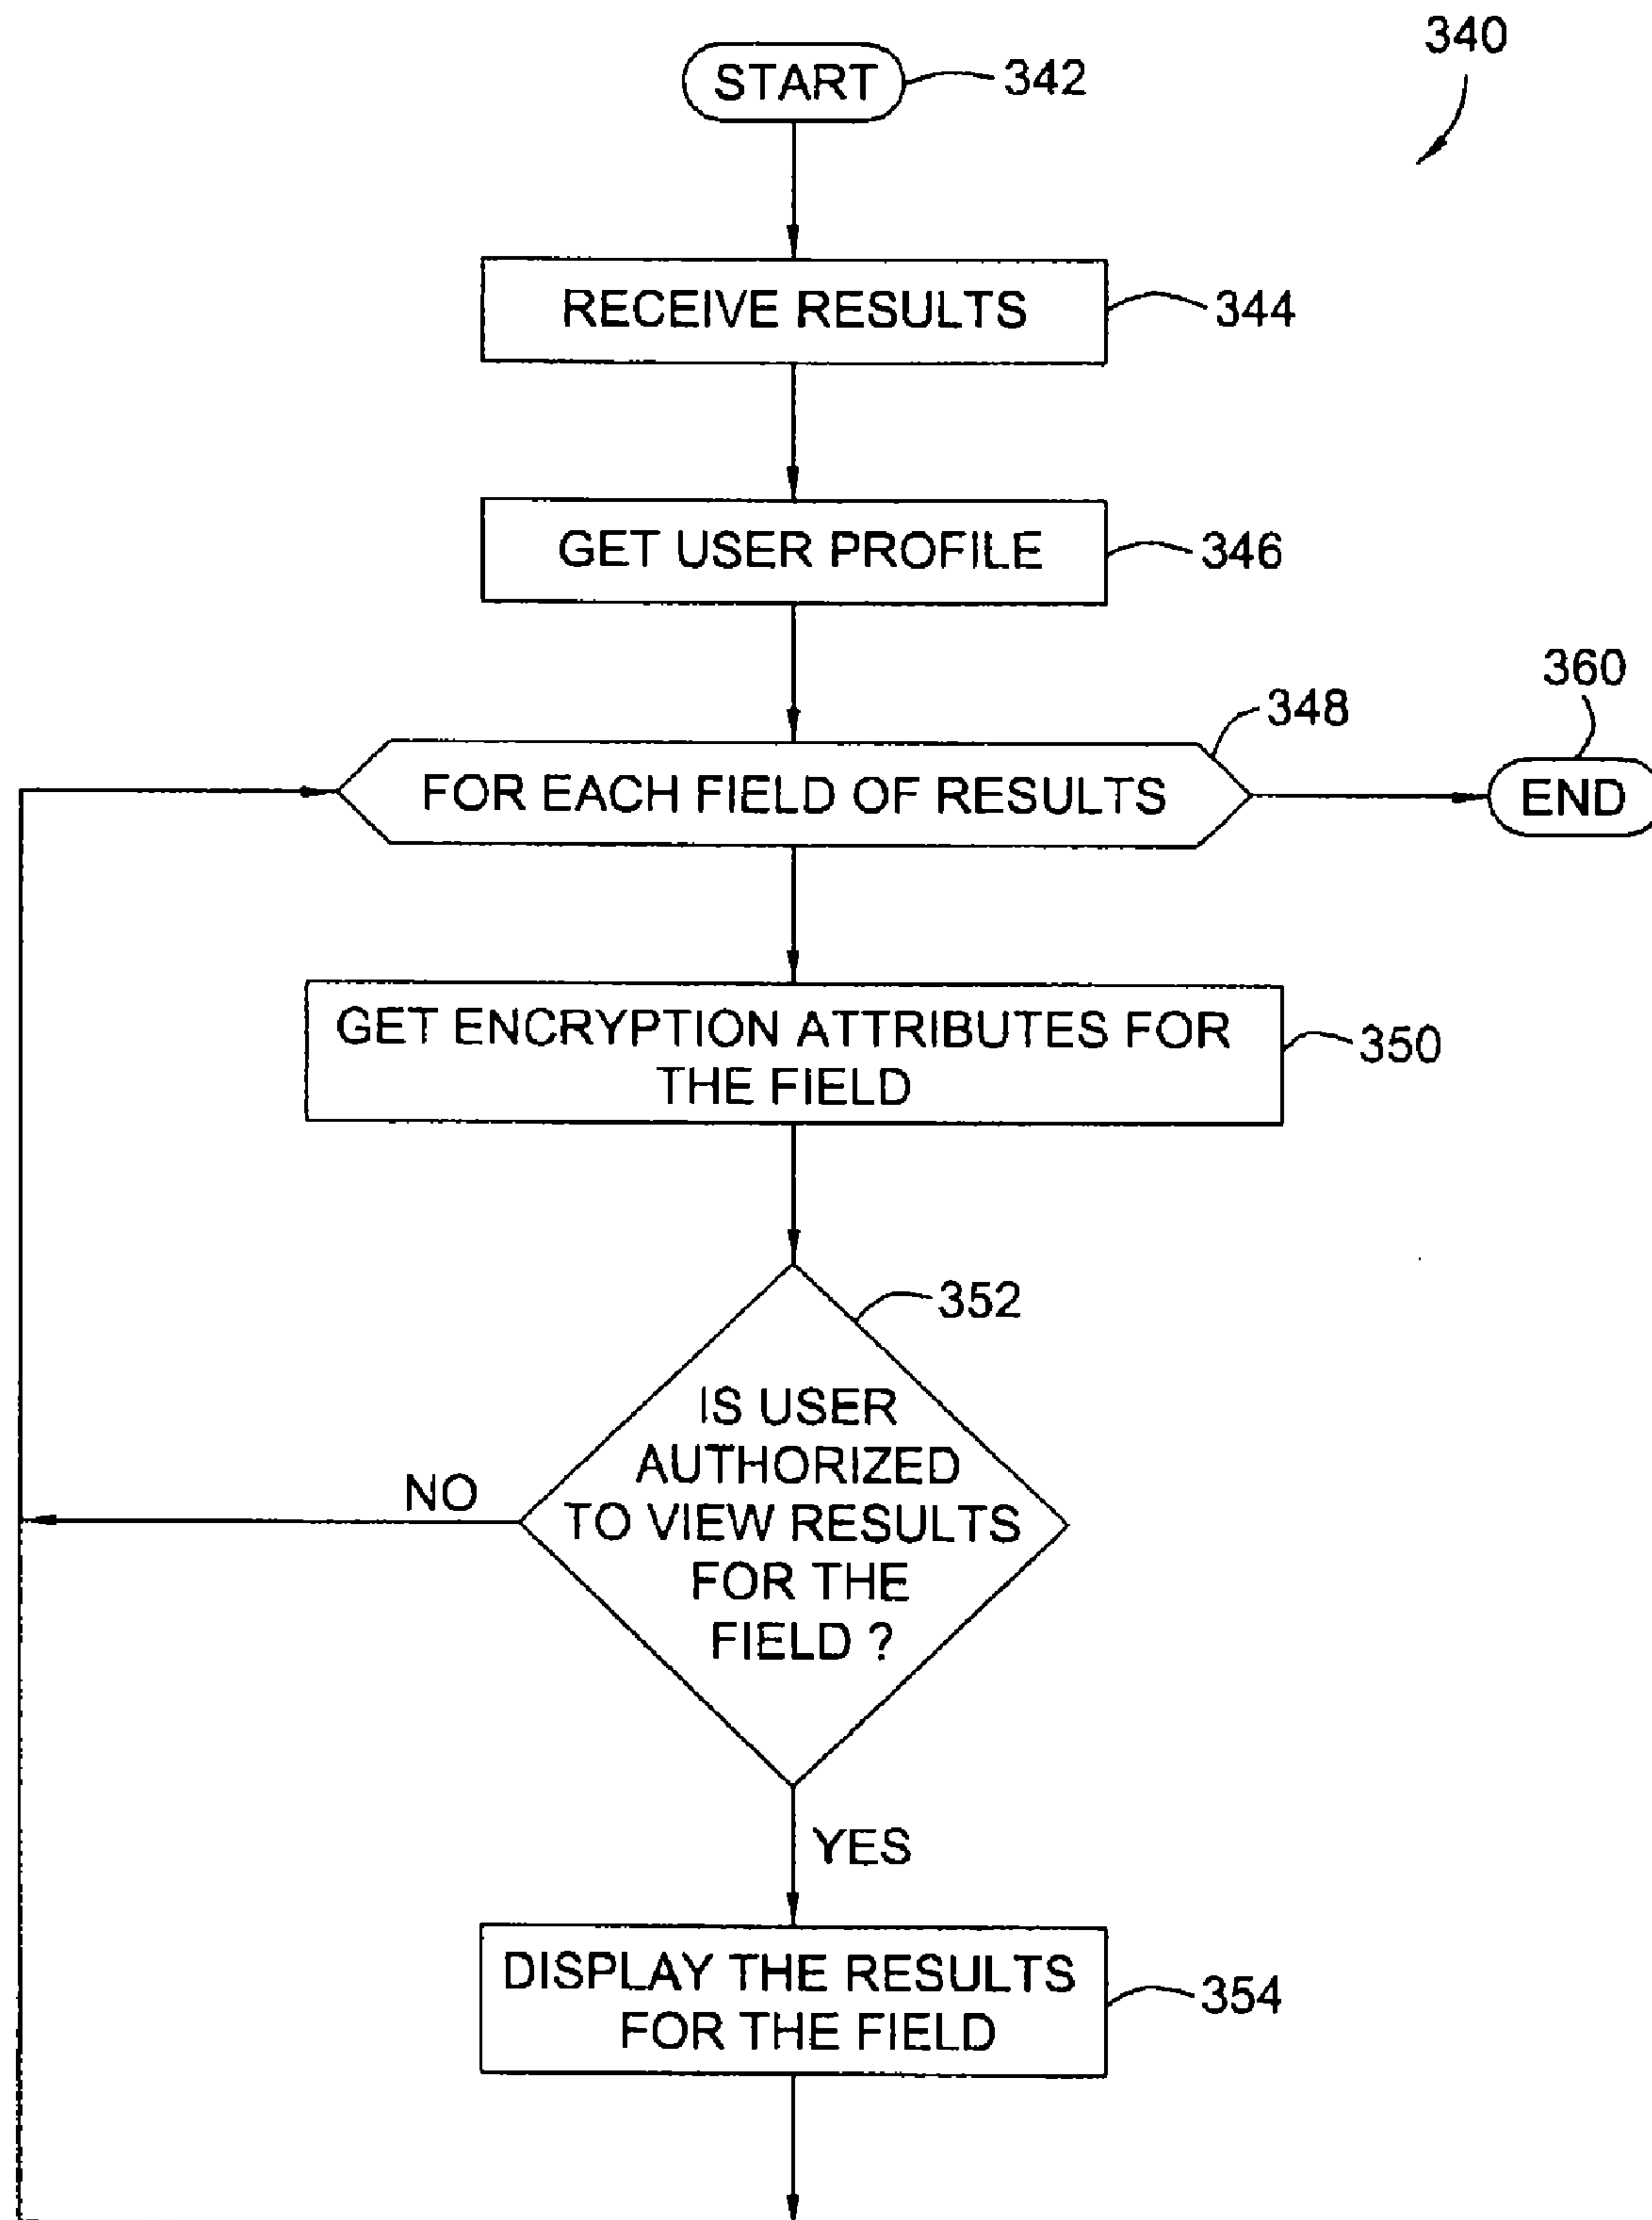 340
START
342
RECEIVE RESULTS
344
GET USER PROFILE
346
360
348
FOR EACH FIELD OF RESULTS
END
GET ENCRYPTION ATTRIBUTES FOR
THE FIELD
350
352
IS USER
AUTHORIZED
TO VIEW RESULTS
FOR THE
FIELD ?
NO
YES
DISPLAY THE RESULTS
FOR THE FIELD
354